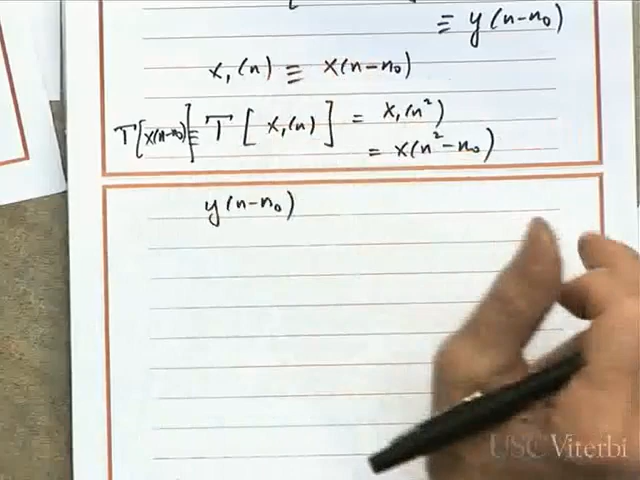 ≡ y(n-n₀)
x₁(n) ≡ x(n-n₀)
T[x(n-n₀)] ≡ T[x₁(n)] = x₁(n²)
= x(n²-n₀)
y(n-n₀)
USC Viterbi